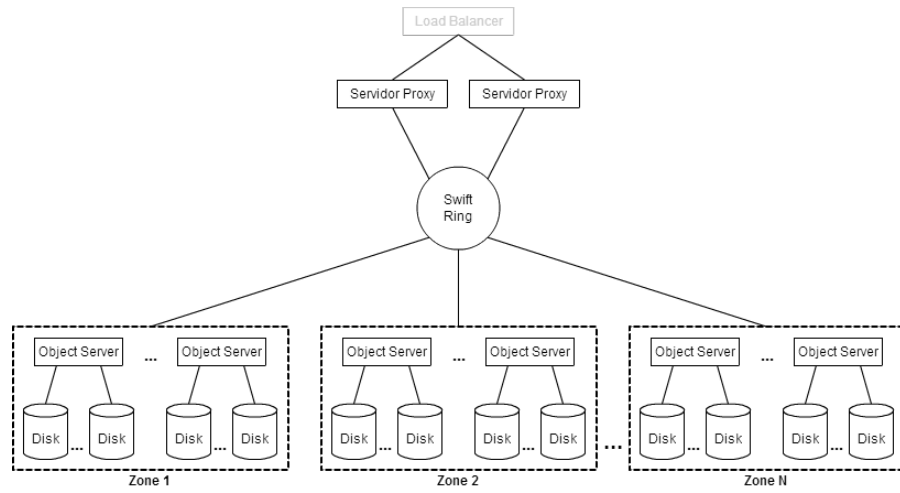 Load Balancer
Servidor Proxy Servidor Proxy
Swift
Ring
Object Server ... Object Server Object Server ... Object Server Object Server ... Object Server
Disk ... Disk Disk ... Disk Disk ... Disk Disk ... Disk ... Disk ... Disk Disk ... Disk
Zone 1 Zone 2 Zone N